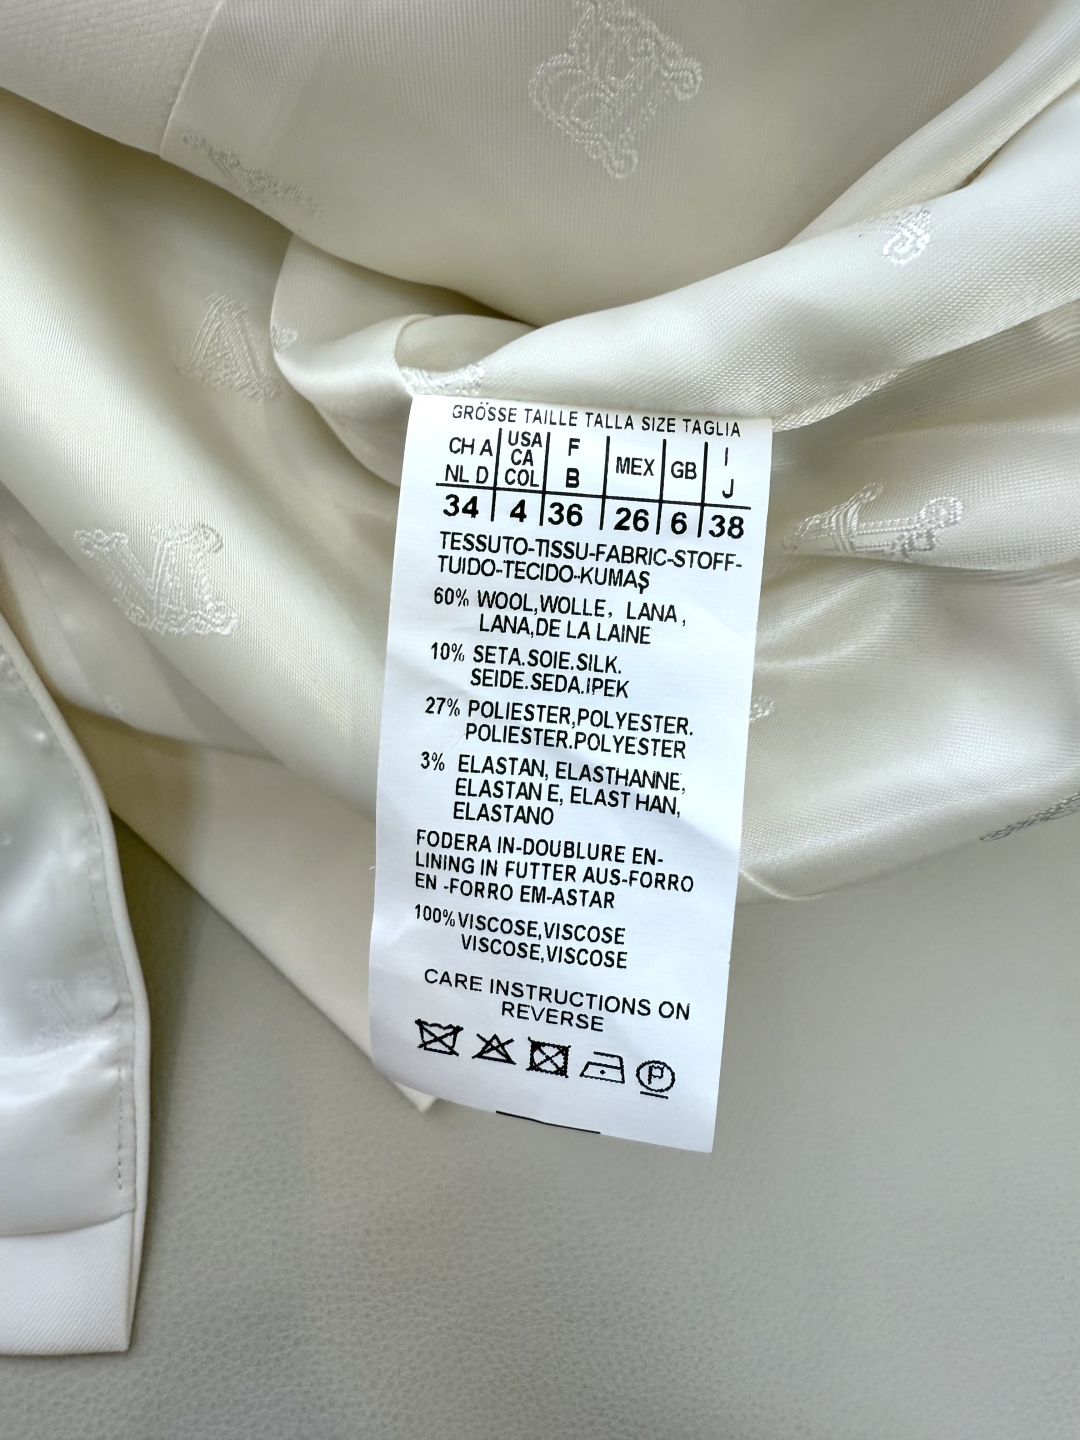 GRÖSSE TAILLE TALLA SIZE TAGLIA
CH A NL D | USA CA COL | F B | MEX | GB | I J
34 | 4 | 36 | 26 | 6 | 38
TESSUTO-TISSU-FABRIC-STOFF-
TUIDO-TECIDO-KUMAŞ
60% WOOL,WOLLE, LANA,
LANA,DE LA LAINE
10% SETA.SOIE.SILK.
SEIDE.SEDA.IPEK
27% POLIESTER,POLYESTER.
POLIESTER.POLYESTER
3% ELASTAN, ELASTHANNE,
ELASTAN E, ELAST HAN,
ELASTANO
FODERA IN-DOUBLURE EN-
LINING IN FUTTER AUS-FORRO
EN -FORRO EM-ASTAR
100% VISCOSE,VISCOSE
VISCOSE,VISCOSE
CARE INSTRUCTIONS ON
REVERSE
P